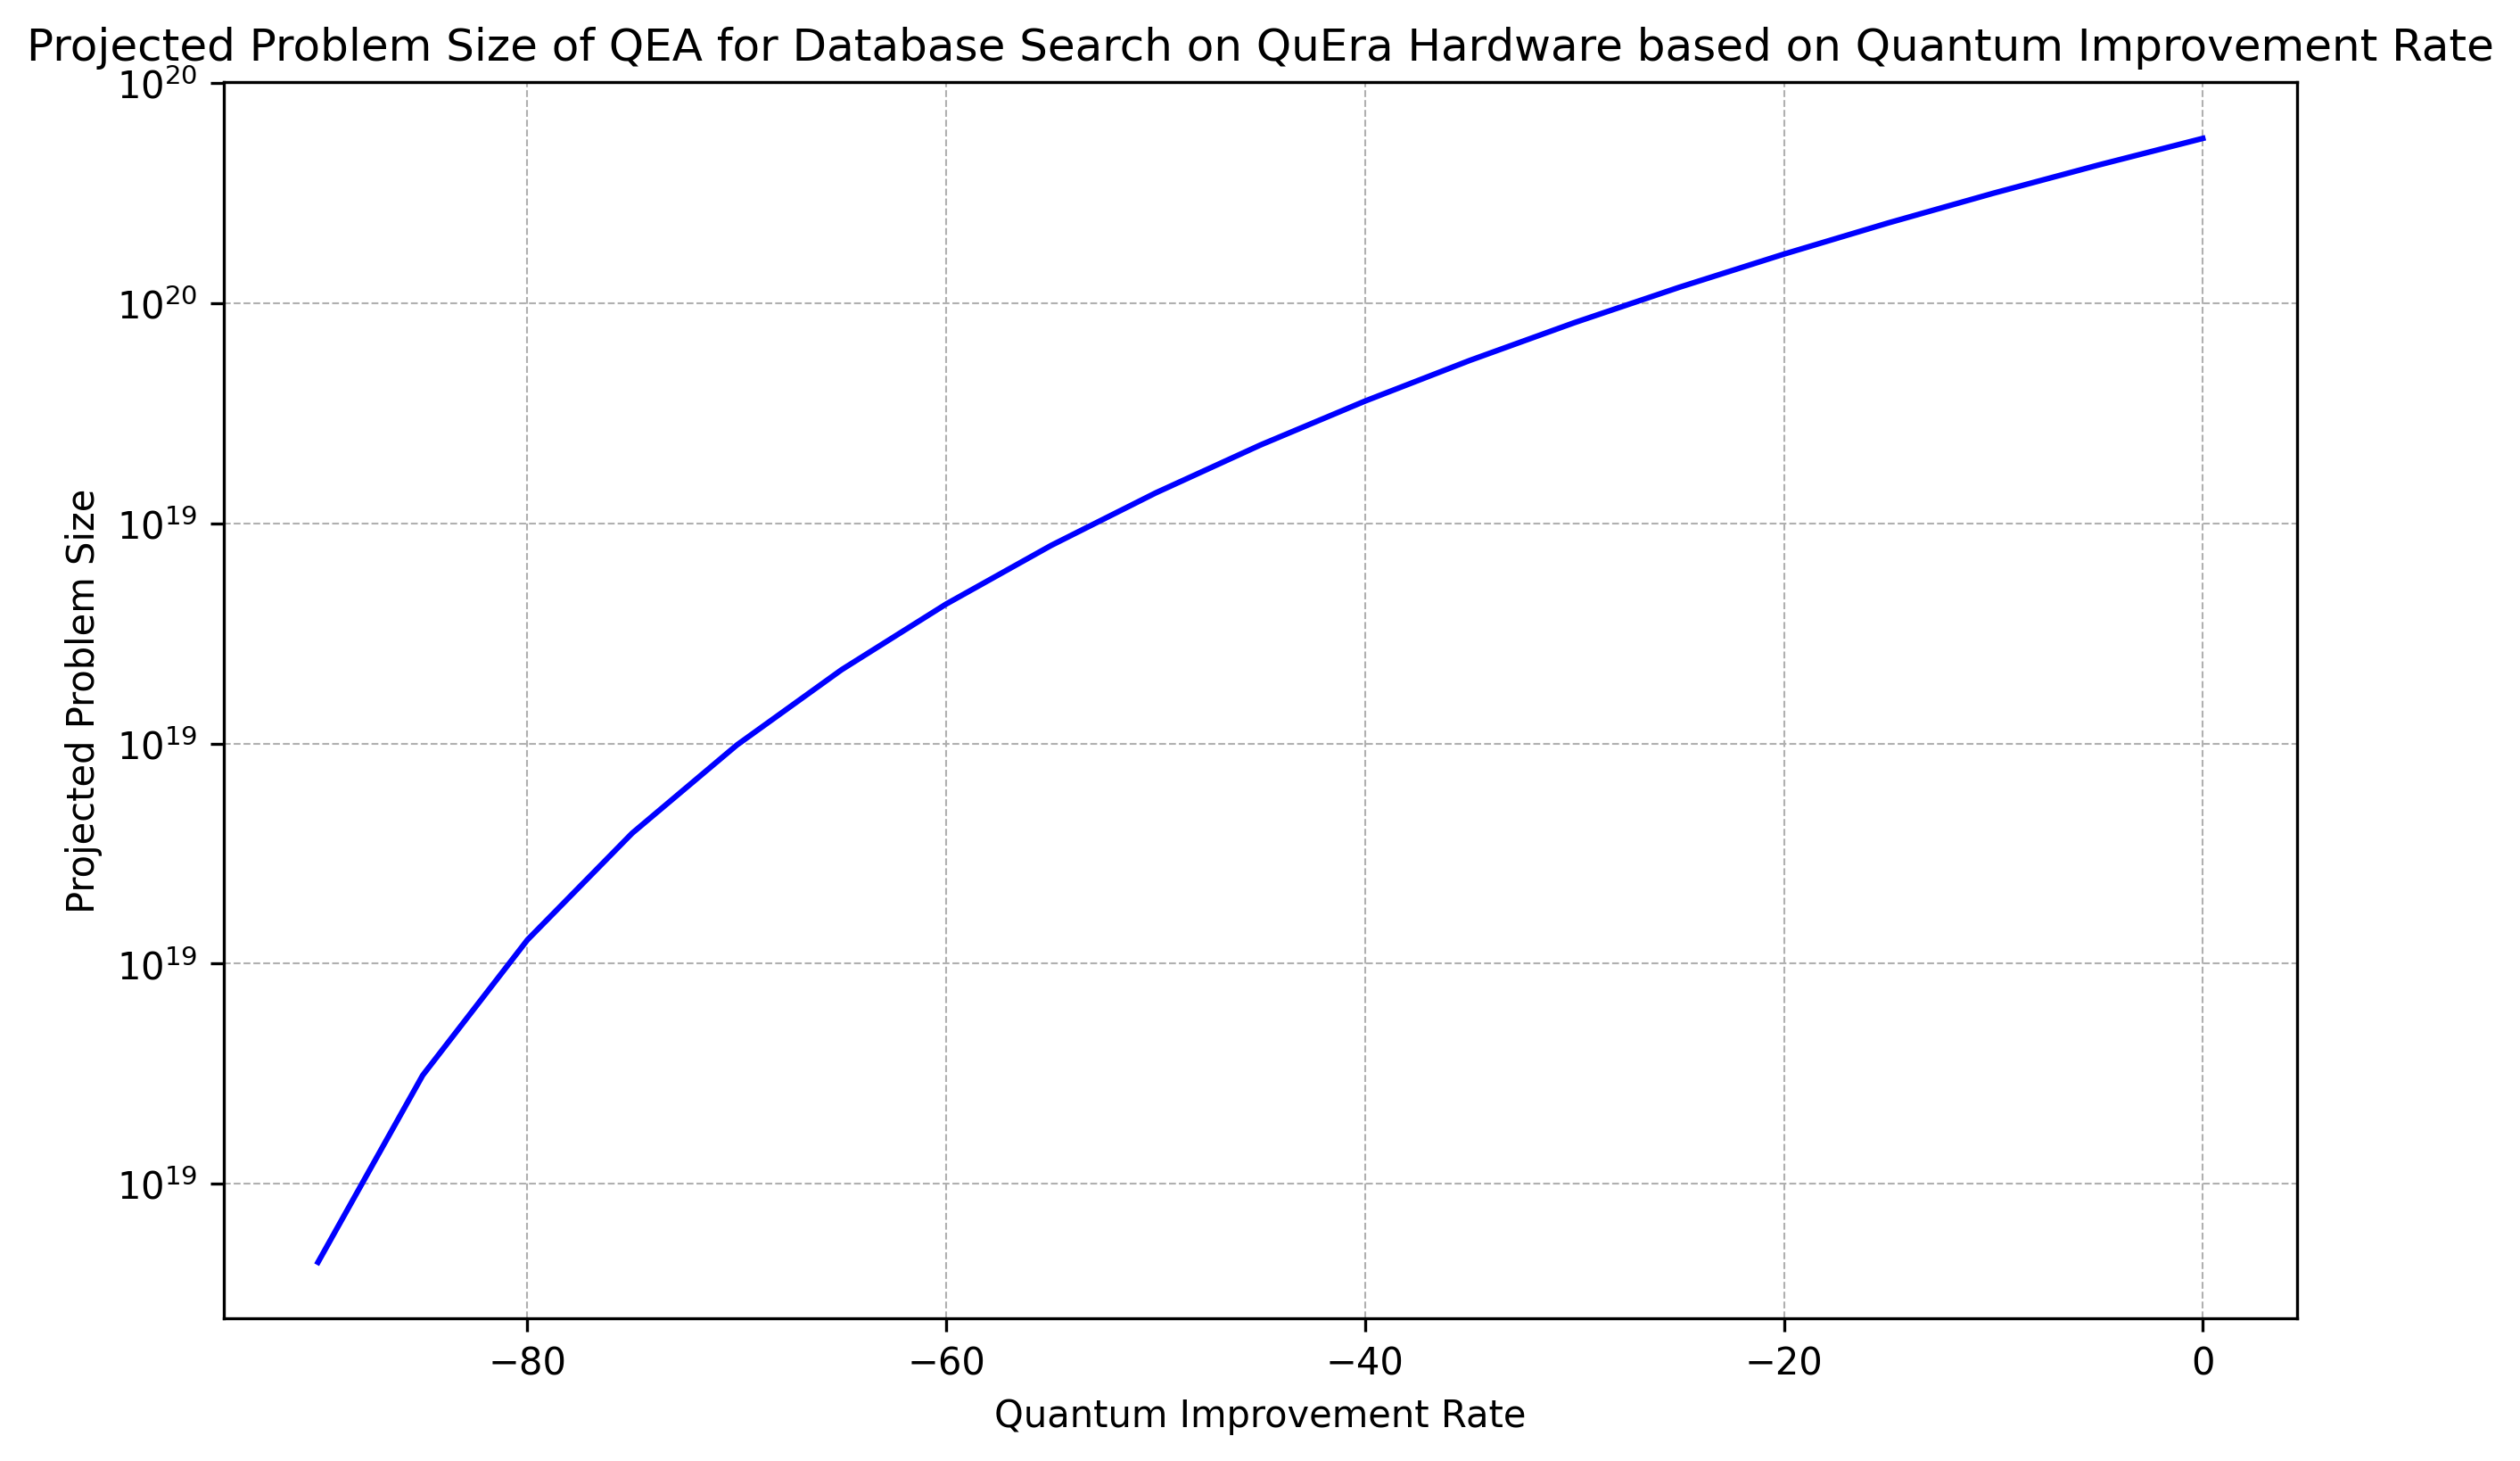 Projected Problem Size of QEA for Database Search on QuEra Hardware based on Quantum Improvement Rate
10^20
10^20
10^19
10^19
10^19
10^19
Projected Problem Size
−80 −60 −40 −20 0
Quantum Improvement Rate